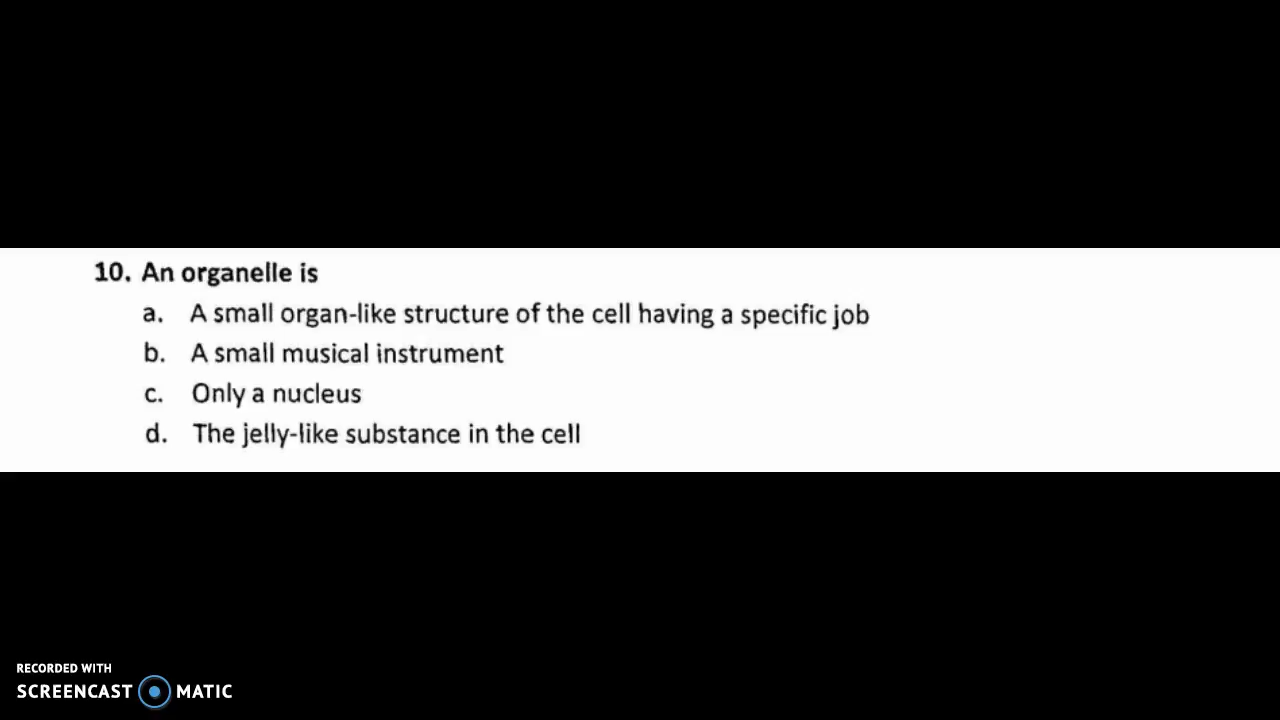 10. An organelle is
a. A small organ-like structure of the cell having a specific job
b. A small musical instrument
c. Only a nucleus
d. The jelly-like substance in the cell
RECORDED WITH
SCREENCAST MATIC